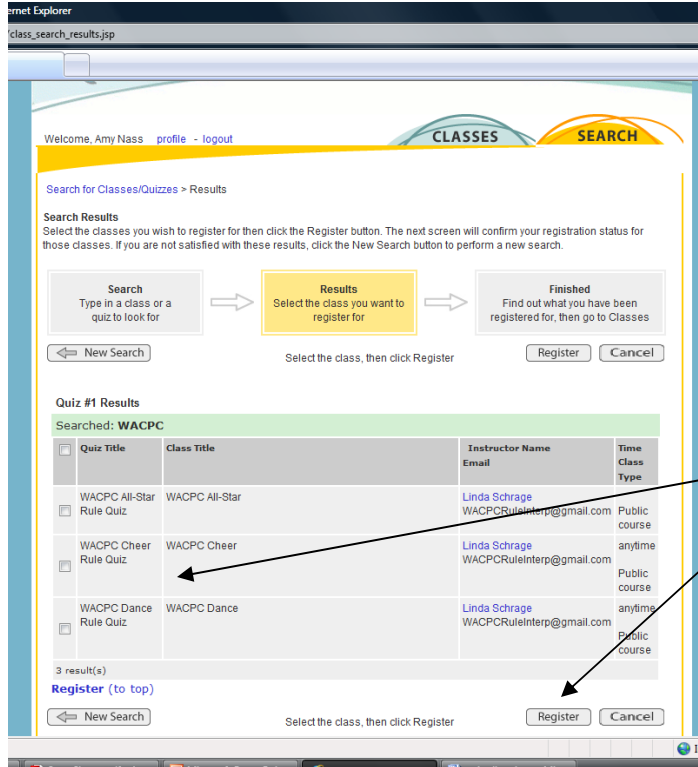 ernet Explorer
/class_search_results.jsp
Welcome, Amy Nass profile - logout
CLASSES SEARCH
Search for Classes/Quizzes > Results
Search Results
Select the classes you wish to register for then click the Register button. The next screen will confirm your registration status for
those classes. If you are not satisfied with these results, click the New Search button to perform a new search.
Search
Type in a class or a
quiz to look for
Results
Select the class you want to
register for
Finished
Find out what you have been
registered for, then go to Classes
New Search Select the class, then click Register Register Cancel
Quiz #1 Results
Searched: WACPC
Quiz Title Class Title Instructor Name Time
Email Class
Type
WACPC All-Star WACPC All-Star Linda Schrage
Rule Quiz WACPCRuleInterp@gmail.com Public
course
WACPC Cheer WACPC Cheer Linda Schrage anytime
Rule Quiz WACPCRuleInterp@gmail.com
Public
course
WACPC Dance WACPC Dance Linda Schrage anytime
Rule Quiz WACPCRuleInterp@gmail.com
Public
course
3 result(s)
Register (to top)
New Search Select the class, then click Register Register Cancel